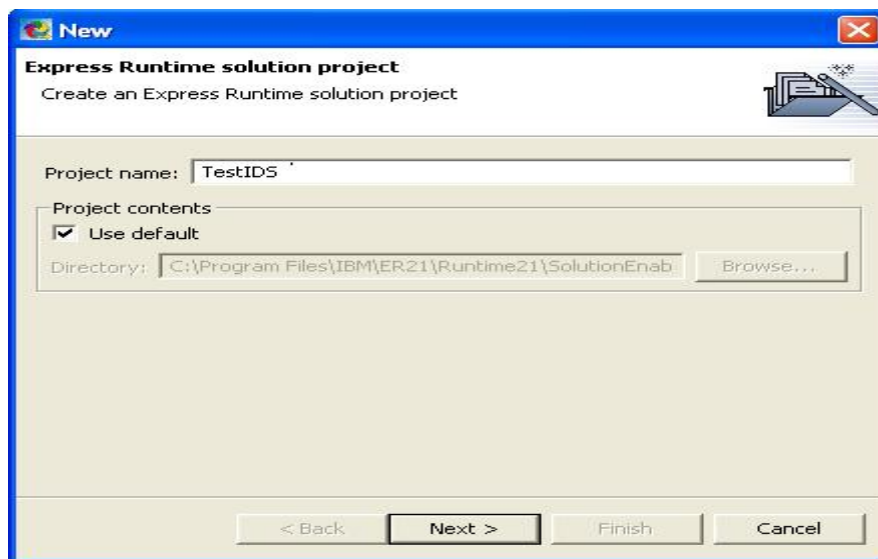 New
Express Runtime solution project
Create an Express Runtime solution project
Project name: TestIDS
Project contents
Use default
Directory: C:\Program Files\IBM\ER21\Runtime21\SolutionEnab Browse...
< Back Next > Finish Cancel